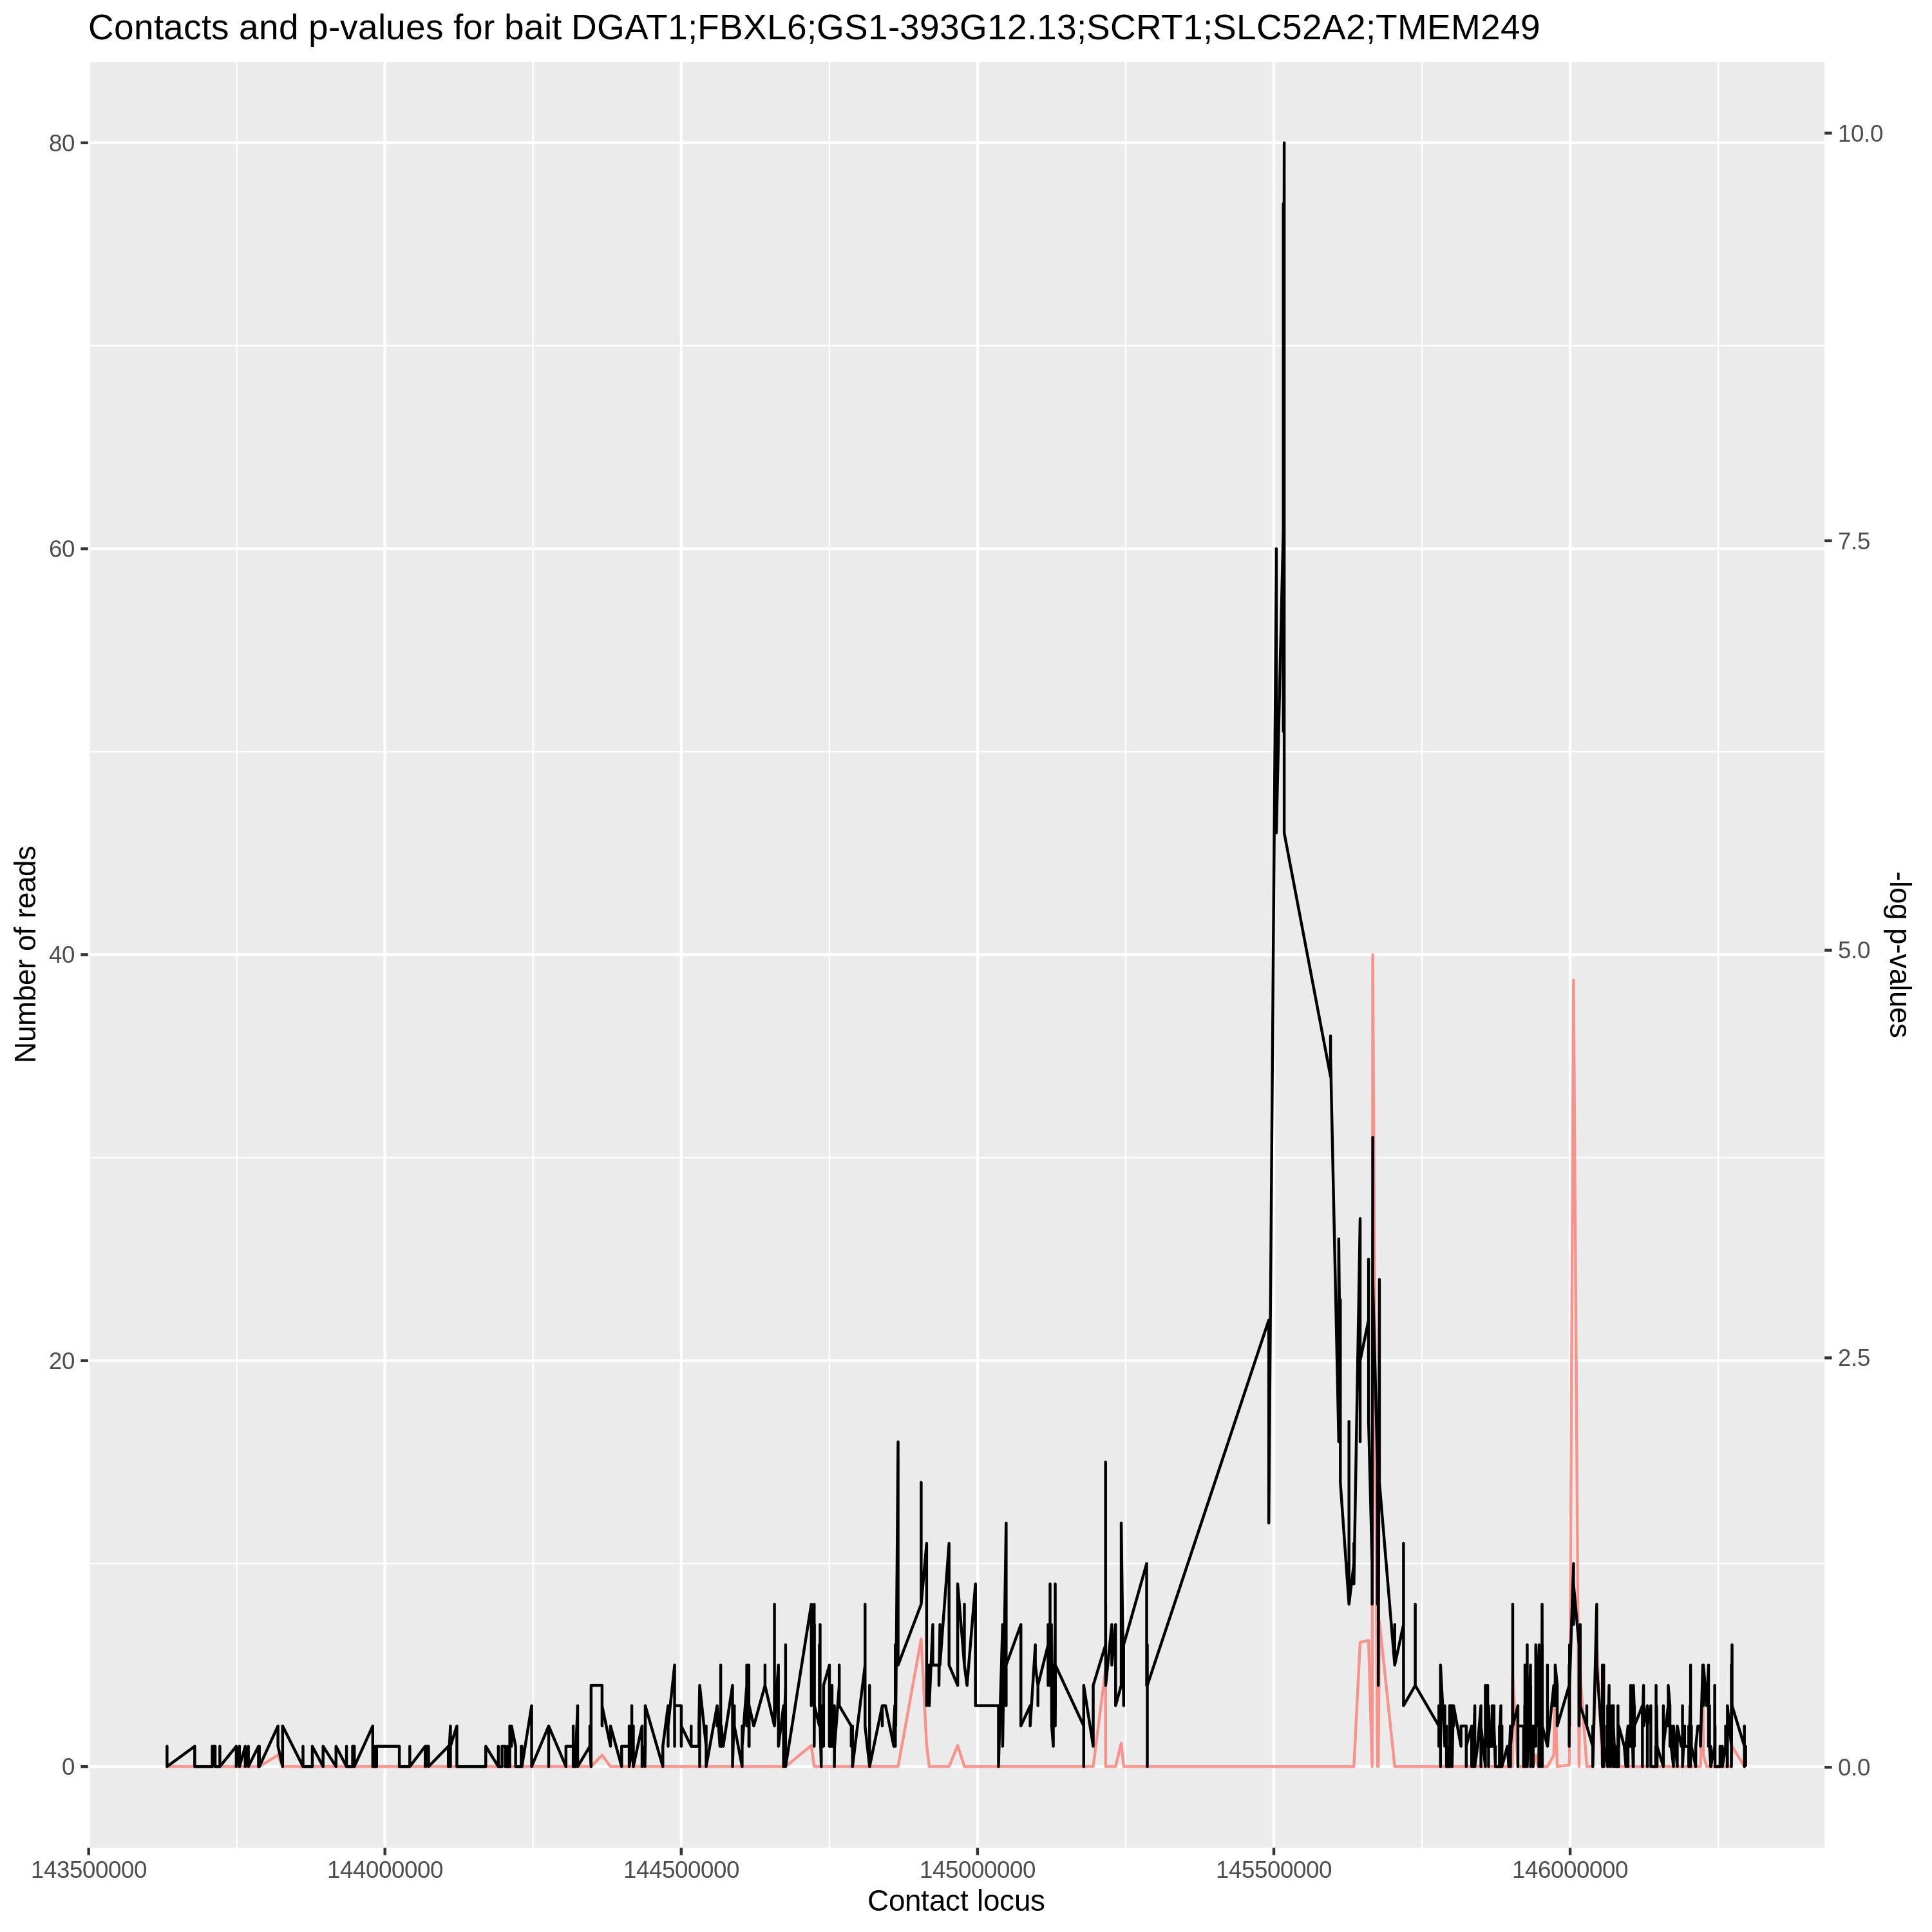 Contacts and p-values for bait DGAT1;FBXL6;GS1-393G12.13;SCRT1;SLC52A2;TMEM249
80
60
40
20
0
Number of reads
10.0
7.5
5.0
2.5
0.0
-log p-values
143500000 144000000 144500000 145000000 145500000 146000000
Contact locus